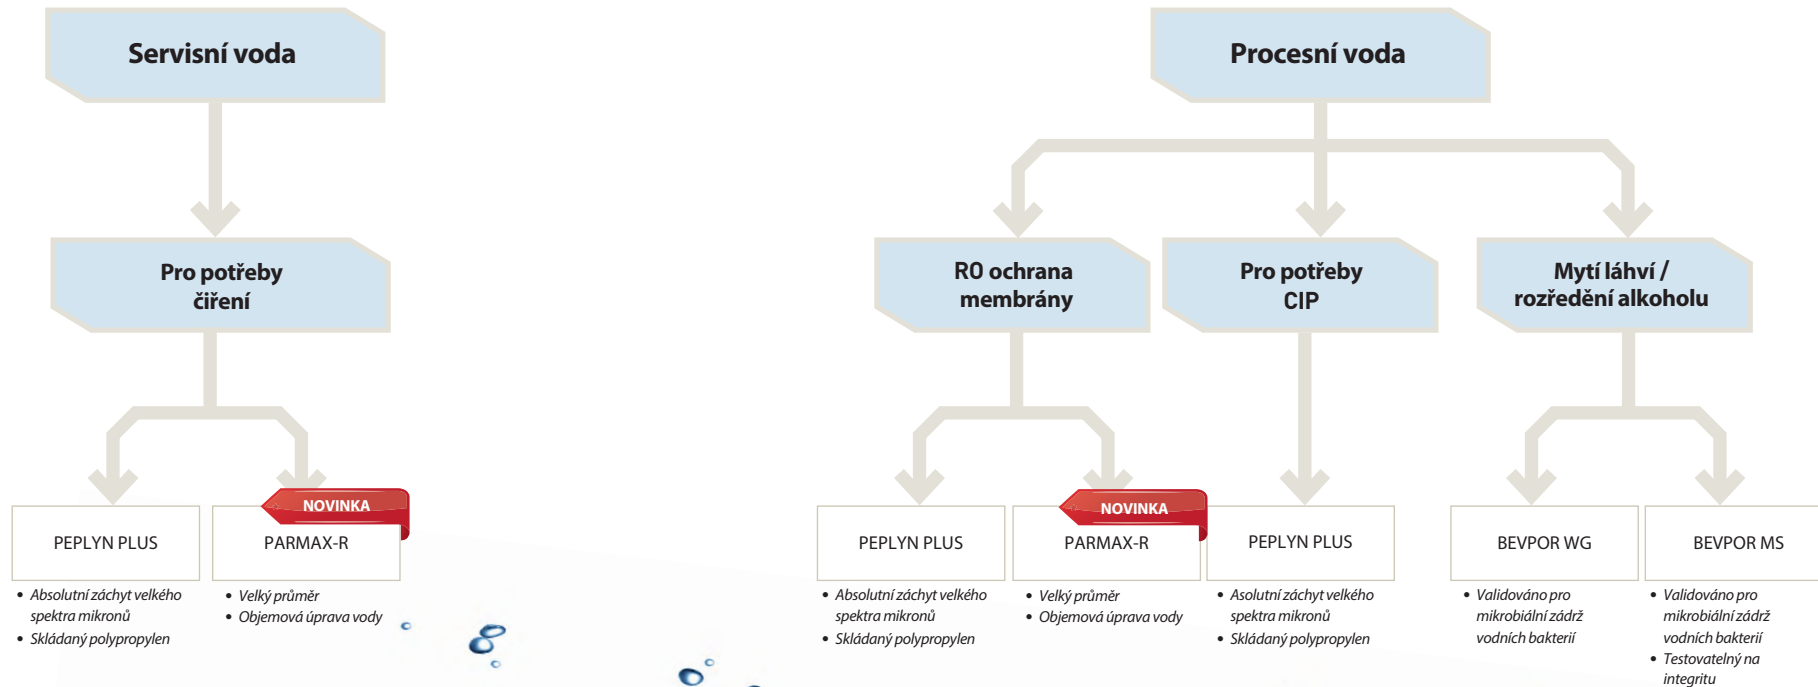 Servisní voda
Procesní voda
Pro potřeby
čiření
RO ochrana
membrány
Pro potřeby
CIP
Mytí láhví /
rozředění alkoholu
PEPLYN PLUS
• Absolutní záchyt velkého
spektra mikronů
• Skládaný polypropylen
NOVINKA
PARMAX-R
• Velký průměr
• Objemová úprava vody
PEPLYN PLUS
• Absolutní záchyt velkého
spektra mikronů
• Skládaný polypropylen
NOVINKA
PARMAX-R
• Velký průměr
• Objemová úprava vody
PEPLYN PLUS
• Asolutní záchyt velkého
spektra mikronů
• Skládaný polypropylen
BEVPOR WG
• Validováno pro
mikrobiální zádrž
vodních bakterií
BEVPOR MS
• Validováno pro
mikrobiální zádrž
vodních bakterií
• Testovatelný na
integritu